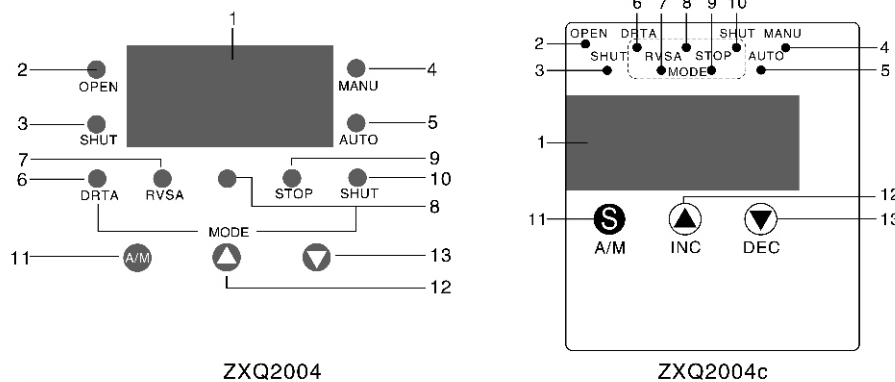 1
2
OPEN
4
MANU
3
SHUT
5
AUTO
7
9
6
DRTA
RVSA
STOP
SHUT
10
8
MODE
11
A/M
13
12
ZXQ2004
6 7 8 9 10
2
OPEN DRTA SHUT MANU
4
3
SHUT RVSA STOP AUTO
5
MODE
1
12
11
S
13
A/M INC DEC
ZXQ2004c